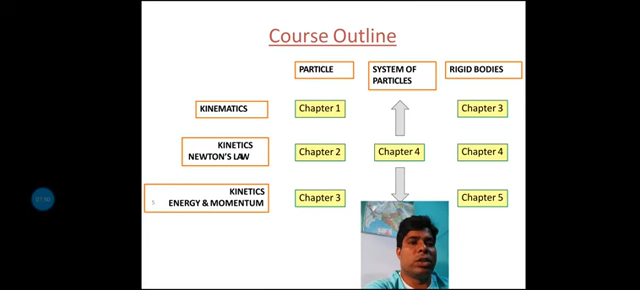 Course Outline
PARTICLE
SYSTEM OF
PARTICLES
RIGID BODIES
KINEMATICS
Chapter 1
Chapter 3
KINETICS
NEWTON'S LAW
Chapter 2
Chapter 4
Chapter 4
KINETICS
5 ENERGY & MOMENTUM
Chapter 3
Chapter 5